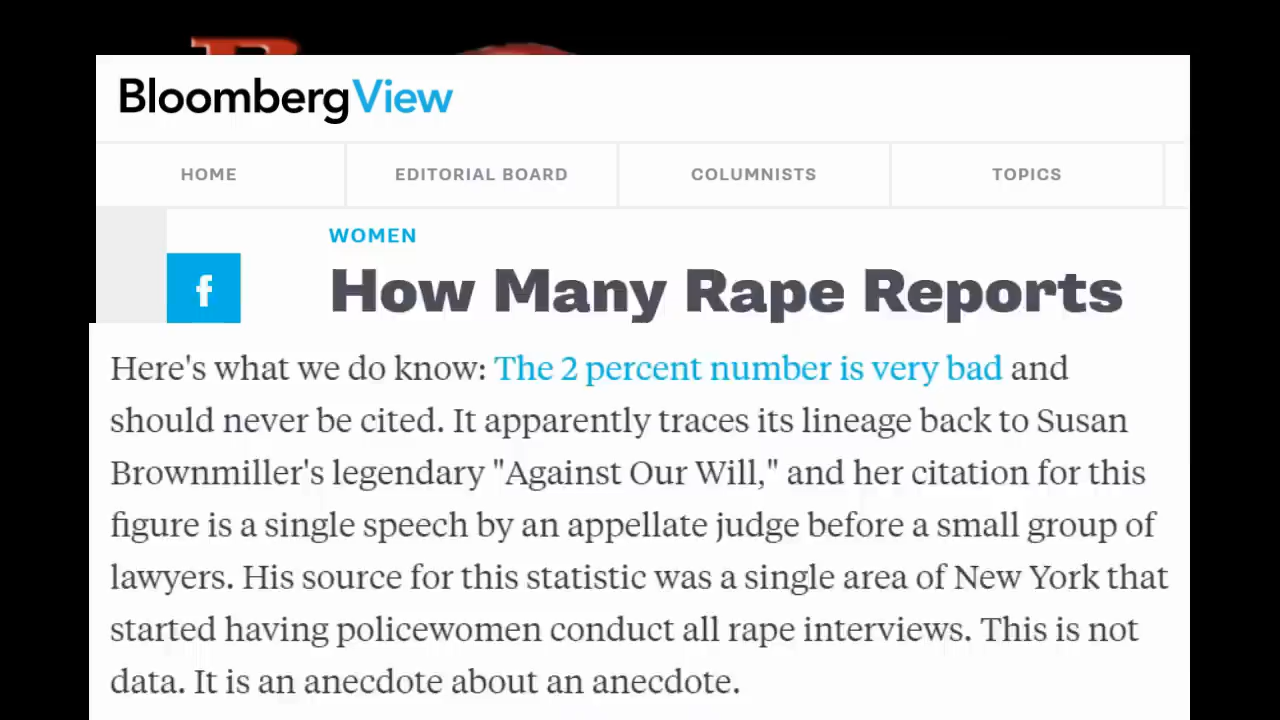 BloombergView
HOME EDITORIAL BOARD COLUMNISTS TOPICS
WOMEN
f
How Many Rape Reports
Here's what we do know: The 2 percent number is very bad and
should never be cited. It apparently traces its lineage back to Susan
Brownmiller's legendary "Against Our Will," and her citation for this
figure is a single speech by an appellate judge before a small group of
lawyers. His source for this statistic was a single area of New York that
started having policewomen conduct all rape interviews. This is not
data. It is an anecdote about an anecdote.